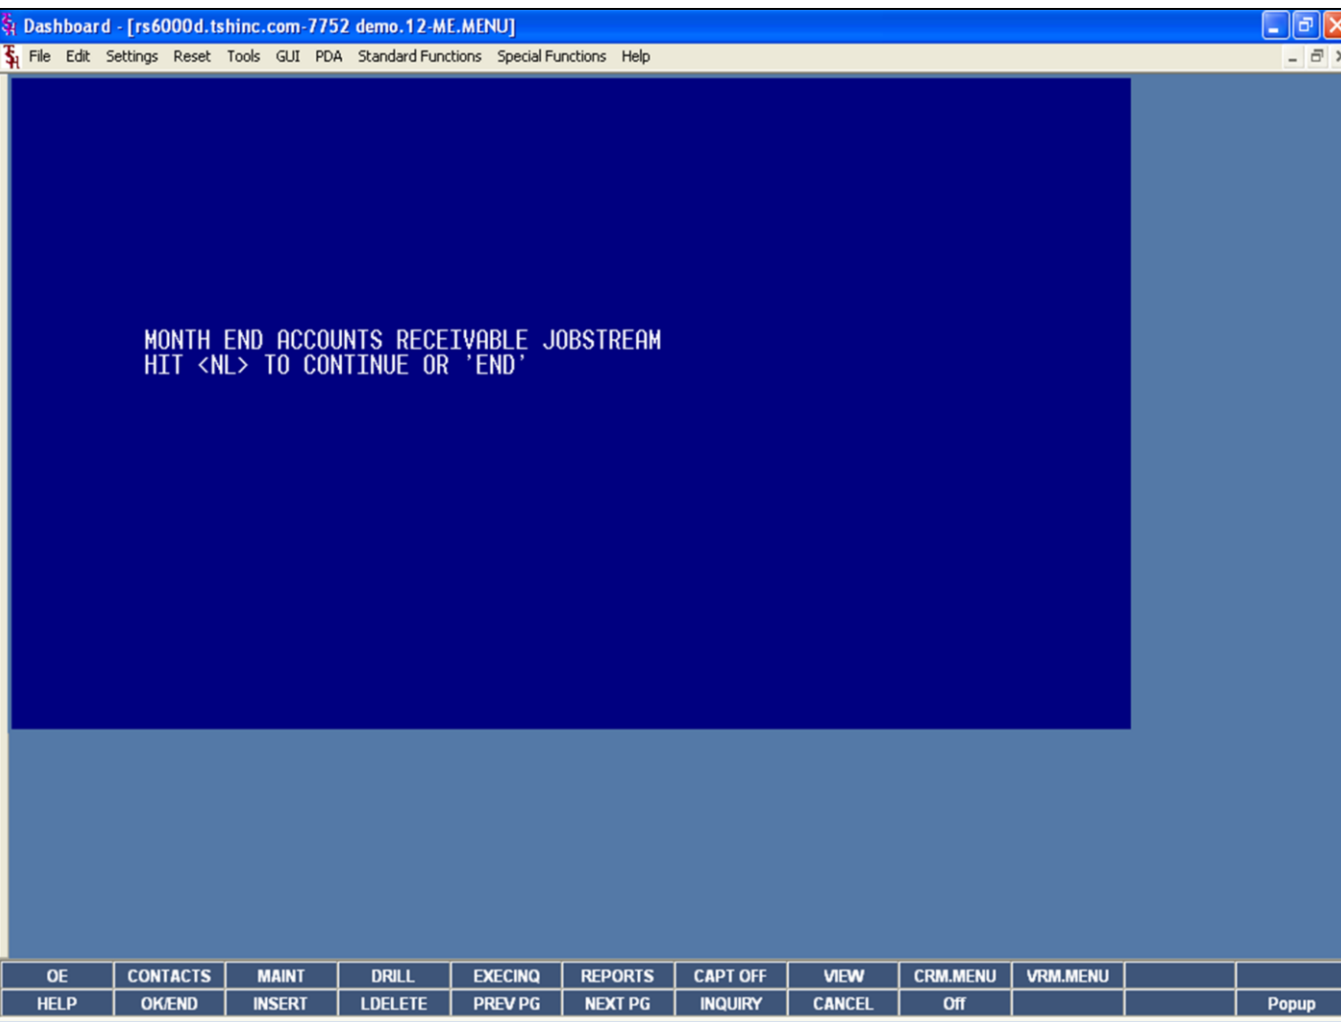 Dashboard - [rs6000d.tshinc.com-7752 demo.12-ME.MENU]
File Edit Settings Reset Tools GUI PDA Standard Functions Special Functions Help
MONTH END ACCOUNTS RECEIVABLE JOBSTREAM
HIT <NL> TO CONTINUE OR 'END'
OE CONTACTS MAINT DRILL EXECINQ REPORTS CAPT OFF VIEW CRM.MENU VRM.MENU
HELP OK/END INSERT LDELETE PREV PG NEXT PG INQUIRY CANCEL Off Popup